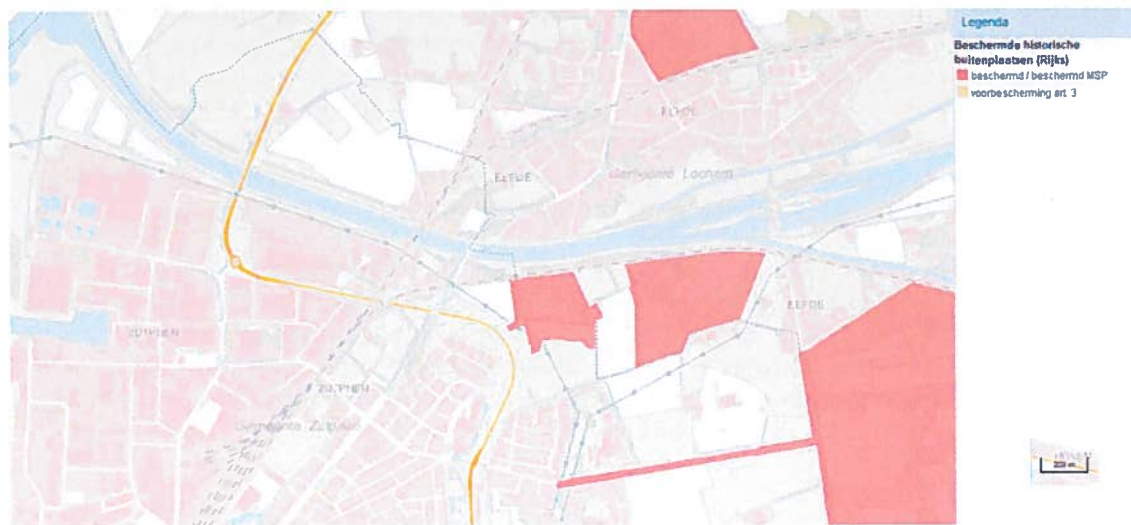 Legenda
Beschermde historische
buitenplaatsen (Rijks)
beschermd / beschermd MSP
voorbescherming art. 3
EEFDE
EEFDE
Gemeente Lochem
EEFDE
ZUTPHEN
ZUTPHEN
Gemeente Zutphen